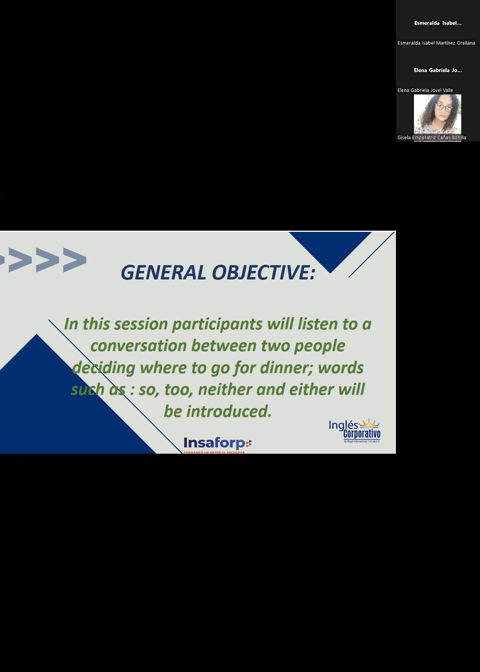 Esmeralda Isabel...
Esmeralda Isabel Martínez Orellana
Elena Gabriela Jo...
Elena Gabriela Jovel Valle
Gisela Emperatriz Cañas Bonilla
>>>>
GENERAL OBJECTIVE:
In this session participants will listen to a
conversation between two people
deciding where to go for dinner; words
such as : so, too, neither and either will
be introduced.
Insaforp
Inglés
Corporativo